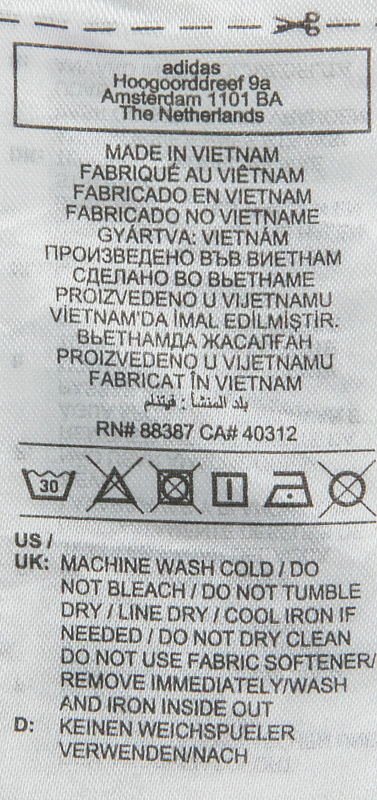 adidas
Hoogoorddreef 9a
Amsterdam 1101 BA
The Netherlands
MADE IN VIETNAM
FABRIQUÉ AU VIÊTNAM
FABRICADO EN VIETNAM
FABRICADO NO VIETNAME
GYÁRTVA: VIETNÁM
ПРОИЗВЕДЕНО ВЪВ ВИЕТНАМ
СДЕЛАНО ВО ВЬЕТНАМЕ
PROIZVEDENO U VIJETNAMU
VİETNAM'DA İMAL EDİLMİŞTİR.
ВЬЕТНАМДА ЖАСАЛҒАН
PROIZVEDENO U VIJETNAMU
FABRICAT ÎN VIETNAM
بلد المنشأ : فيتنام
RN# 88387 CA# 40312
30
US /
UK: MACHINE WASH COLD / DO
NOT BLEACH / DO NOT TUMBLE
DRY / LINE DRY / COOL IRON IF
NEEDED / DO NOT DRY CLEAN
DO NOT USE FABRIC SOFTENER/
REMOVE IMMEDIATELY/WASH
AND IRON INSIDE OUT
D: KEINEN WEICHSPUELER
VERWENDEN/NACH